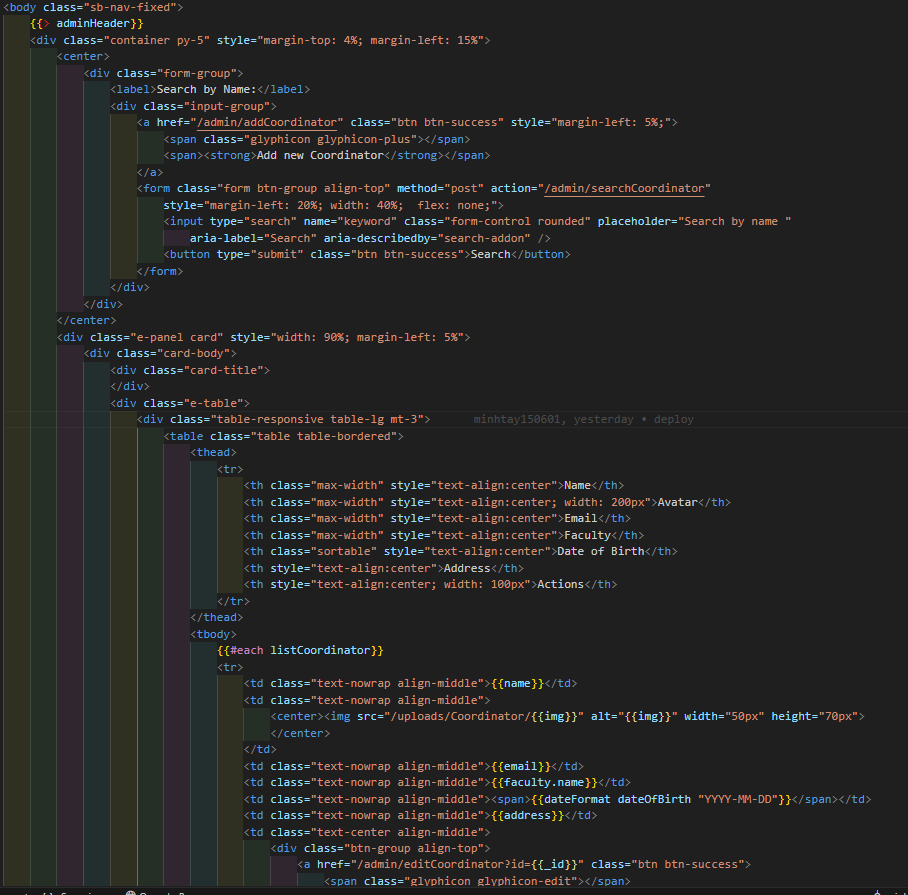 <body class="sb-nav-fixed">
{{> adminHeader}}
<div class="container py-5" style="margin-top: 4%; margin-left: 15%">
<center>
<div class="form-group">
<label>Search by Name:</label>
<div class="input-group">
<a href="/admin/addCoordinator" class="btn btn-success" style="margin-left: 5%;">
<span class="glyphicon glyphicon-plus"></span>
<span><strong>Add new Coordinator</strong></span>
</a>
<form class="form btn-group align-top" method="post" action="/admin/searchCoordinator"
style="margin-left: 20%; width: 40%;  flex: none;">
<input type="search" name="keyword" class="form-control rounded" placeholder="Search by name "
aria-label="Search" aria-describedby="search-addon" />
<button type="submit" class="btn btn-success">Search</button>
</form>
</div>
</div>
</center>
<div class="e-panel card" style="width: 90%; margin-left: 5%">
<div class="card-body">
<div class="card-title">
</div>
<div class="e-table">
<div class="table-responsive table-lg mt-3"> minhtay150601, yesterday • deploy
<table class="table table-bordered">
<thead>
<tr>
<th class="max-width" style="text-align:center">Name</th>
<th class="max-width" style="text-align:center; width: 200px">Avatar</th>
<th class="max-width" style="text-align:center">Email</th>
<th class="max-width" style="text-align:center">Faculty</th>
<th class="sortable" style="text-align:center">Date of Birth</th>
<th style="text-align:center">Address</th>
<th style="text-align:center; width: 100px">Actions</th>
</tr>
</thead>
<tbody>
{{#each listCoordinator}}
<tr>
<td class="text-nowrap align-middle">{{name}}</td>
<td class="text-nowrap align-middle">
<center><img src="/uploads/Coordinator/{{img}}" alt="{{img}}" width="50px" height="70px">
</center>
</td>
<td class="text-nowrap align-middle">{{email}}</td>
<td class="text-nowrap align-middle">{{faculty.name}}</td>
<td class="text-nowrap align-middle"><span>{{dateFormat dateOfBirth "YYYY-MM-DD"}}</span></td>
<td class="text-nowrap align-middle">{{address}}</td>
<td class="text-center align-middle">
<div class="btn-group align-top">
<a href="/admin/editCoordinator?id={{_id}}" class="btn btn-success">
<span class="glyphicon glyphicon-edit"></span>